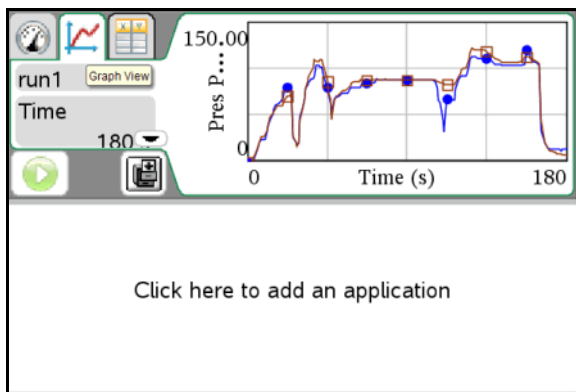 X Y
run1
Graph View
Time
180
150.00
Pres P....
0
0
Time (s)
180
Click here to add an application